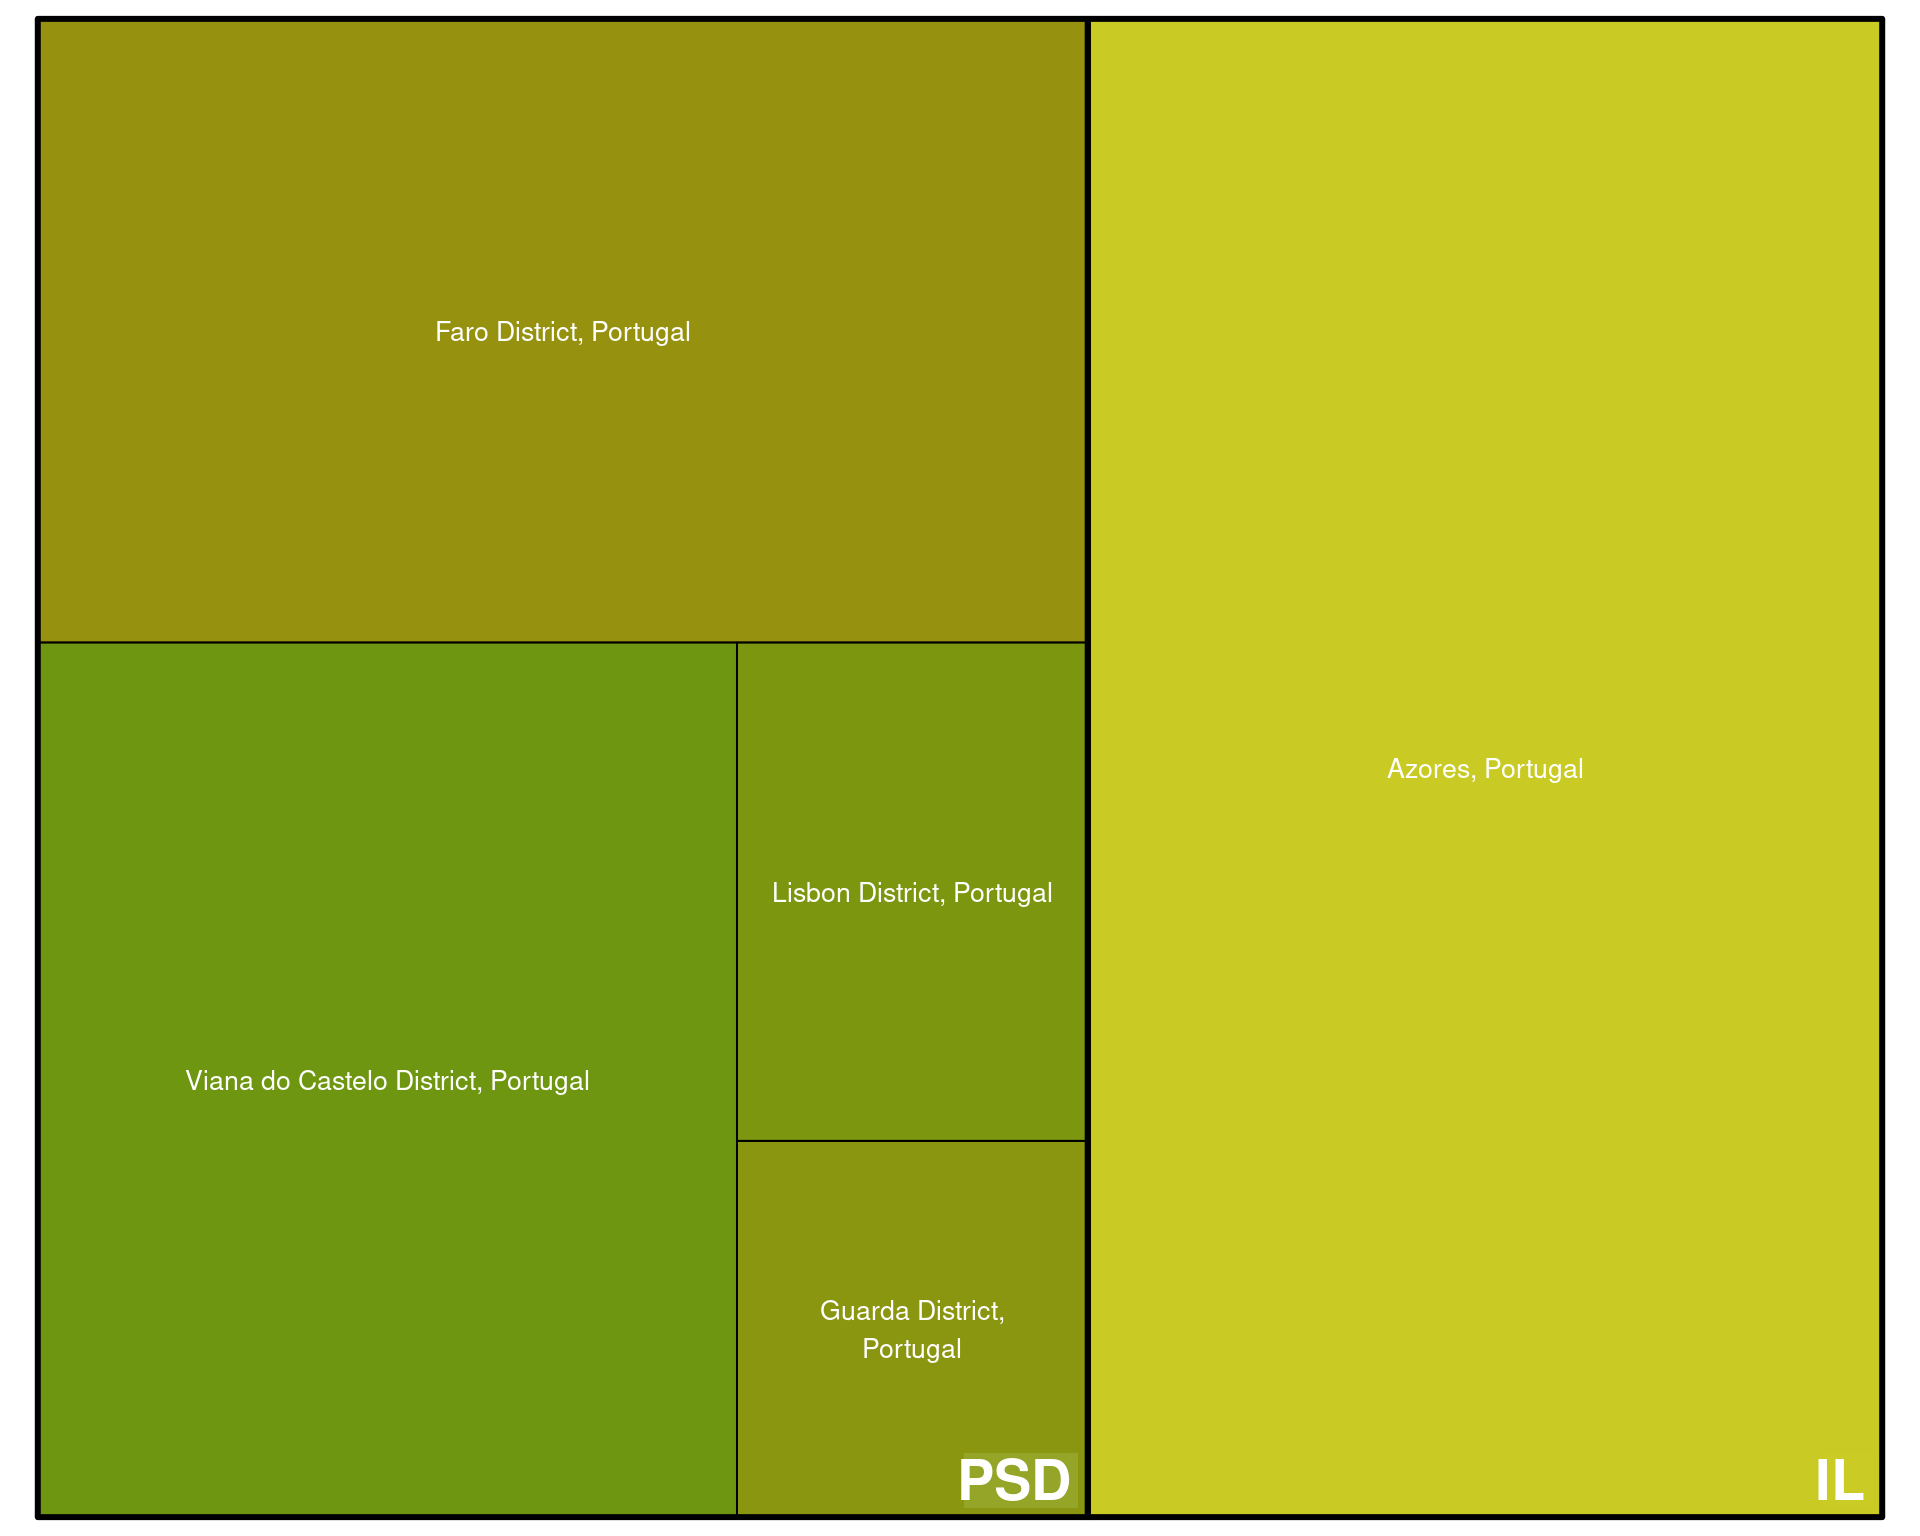 Faro District, Portugal
Azores, Portugal
Lisbon District, Portugal
Viana do Castelo District, Portugal
Guarda District,
Portugal
PSD
IL